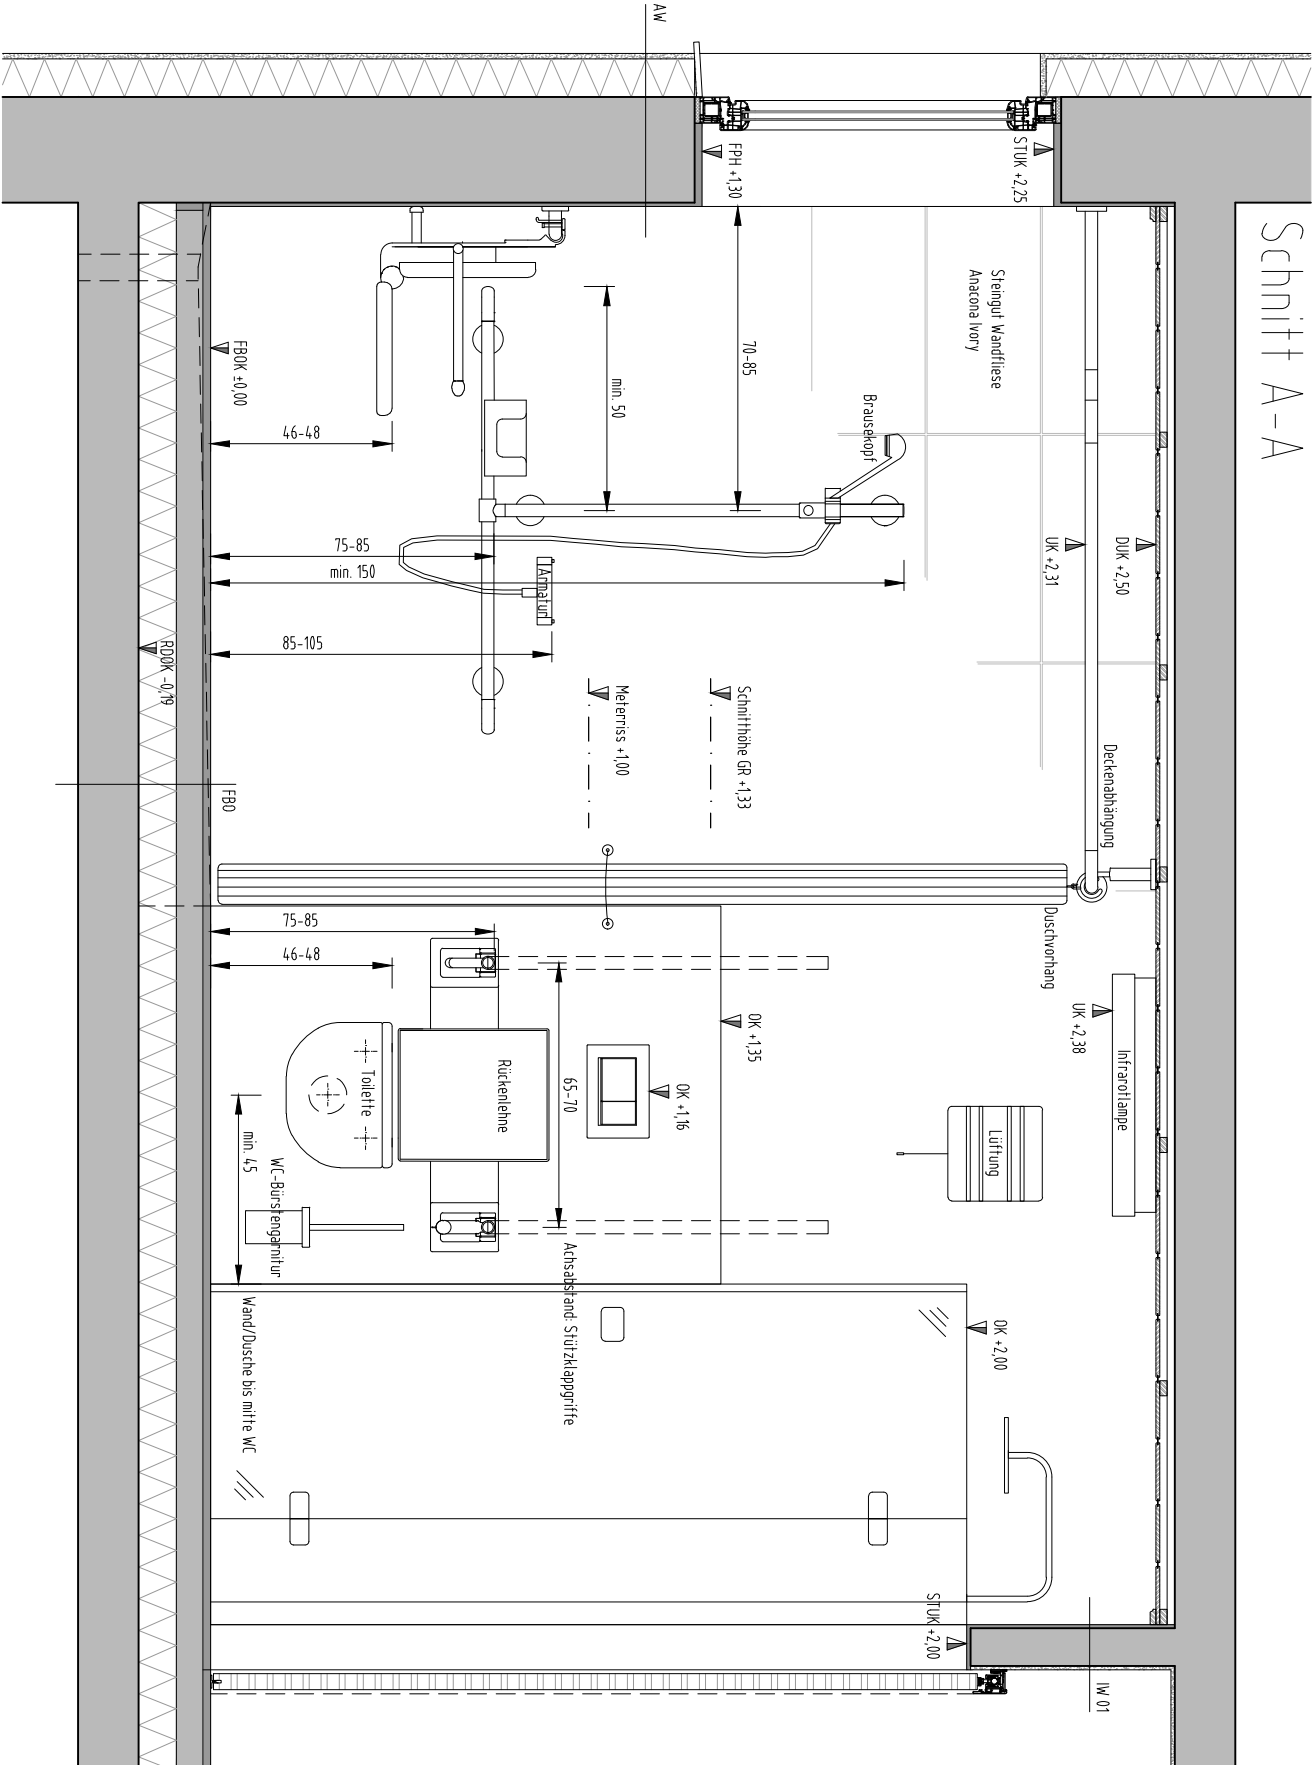 Schnitt A-A
AW
STUK +2,25
FPH +1,30
Steingut Wandfliese
Anacona Ivory
70-85
min. 50
Brausekopf
FBOK ±0,00
46-48
DUK +2,50
UK +2,31
75-85
min. 150
Armatur
85-105
RDOK -0,19
Schnitthöhe GR +1,33
Meterriss +1,00
Deckenabhängung
FBO
Duschvorhang
75-85
46-48
UK +2,38
OK +1,35
Infrarotlampe
OK +1,16
65-70
Rückenlehne
Toilette
Lüftung
min. 45
WC-Bürstengarnitur
Achsabstand: Stützklappgriffe
Wand/Dusche bis mitte WC
OK +2,00
STUK +2,00
IW 01